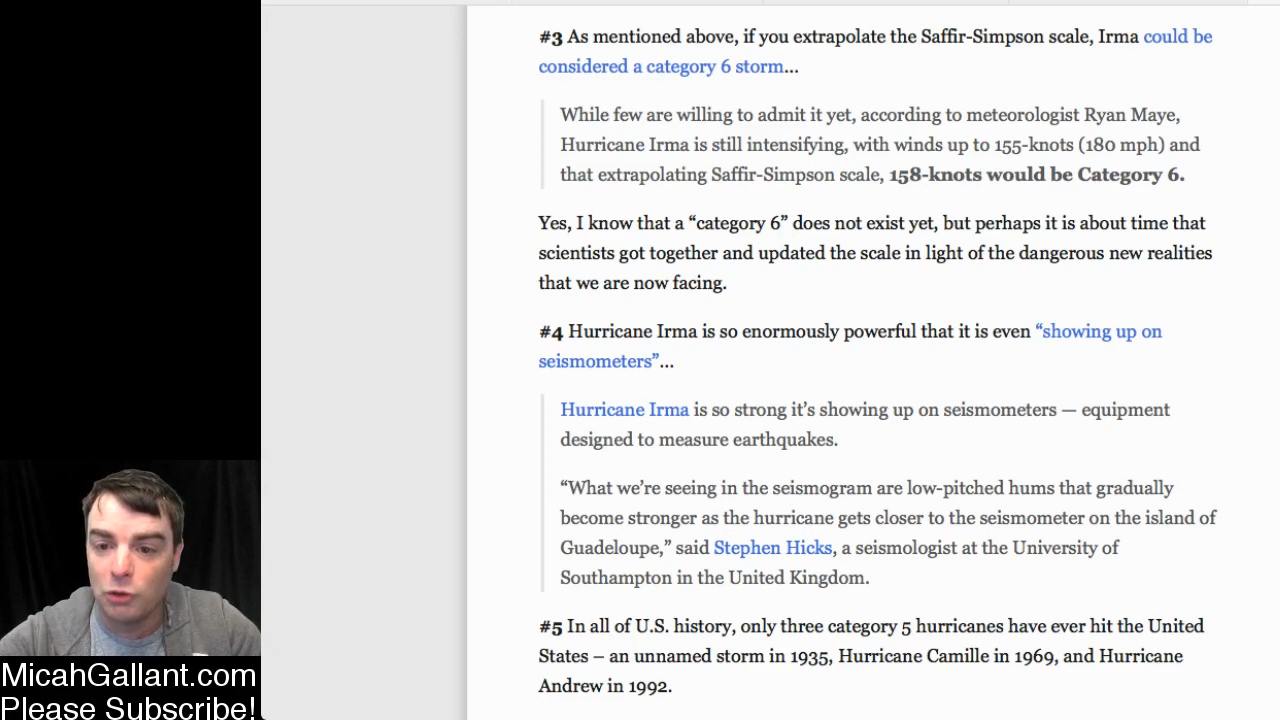 #3 As mentioned above, if you extrapolate the Saffir-Simpson scale, Irma could be
considered a category 6 storm...
While few are willing to admit it yet, according to meteorologist Ryan Maye,
Hurricane Irma is still intensifying, with winds up to 155-knots (180 mph) and
that extrapolating Saffir-Simpson scale, 158-knots would be Category 6.
Yes, I know that a “category 6” does not exist yet, but perhaps it is about time that
scientists got together and updated the scale in light of the dangerous new realities
that we are now facing.
#4 Hurricane Irma is so enormously powerful that it is even “showing up on
seismometers”...
Hurricane Irma is so strong it’s showing up on seismometers — equipment
designed to measure earthquakes.
“What we’re seeing in the seismogram are low-pitched hums that gradually
become stronger as the hurricane gets closer to the seismometer on the island of
Guadeloupe,” said Stephen Hicks, a seismologist at the University of
Southampton in the United Kingdom.
#5 In all of U.S. history, only three category 5 hurricanes have ever hit the United
States – an unnamed storm in 1935, Hurricane Camille in 1969, and Hurricane
Andrew in 1992.
MicahGallant.com
Please Subscribe!